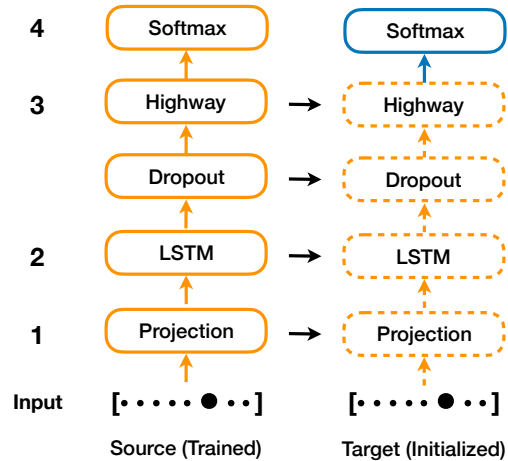 4 Softmax Softmax
3 Highway Highway
Dropout Dropout
2 LSTM LSTM
1 Projection Projection
Input [· · · · · ● · ·] [· · · · · ● · ·]
Source (Trained) Target (Initialized)